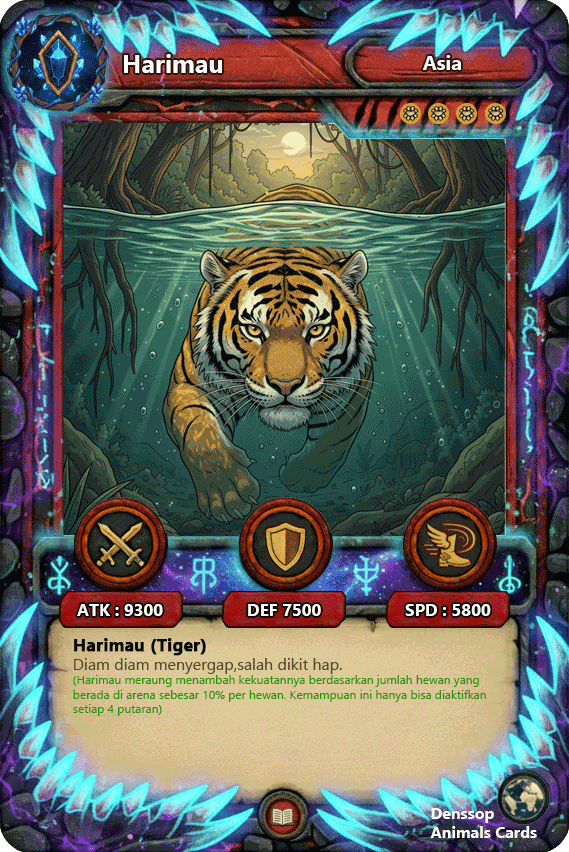 Harimau
Asia
ATK : 9300
DEF 7500
SPD : 5800
Harimau (Tiger)
Diam diam menyergap,salah dikit hap.
(Harimau meraung menambah kekuatannya berdasarkan jumlah hewan yang
berada di arena sebesar 10% per hewan. Kemampuan ini hanya bisa diaktifkan
setiap 4 putaran)
Denssop
Animals Cards